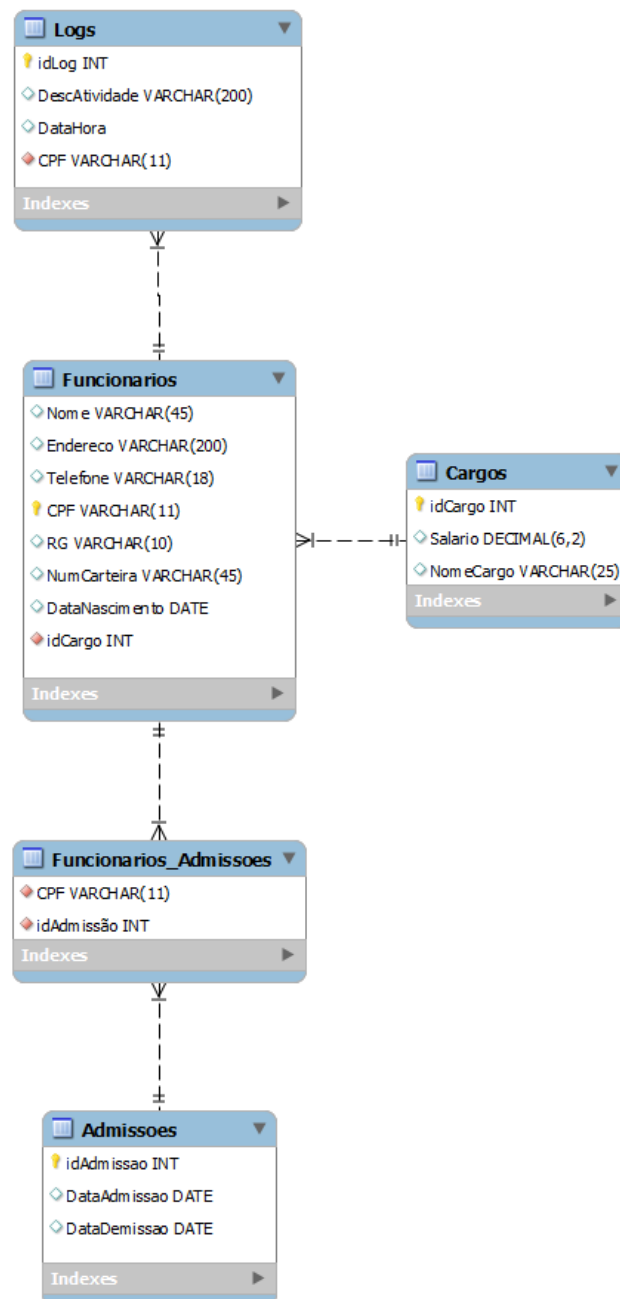 Logs
idLog INT
DescAtividade VARCHAR(200)
DataHora
CPF VARCHAR(11)
Indexes
Funcionarios
Nome VARCHAR(45)
Endereco VARCHAR(200)
Telefone VARCHAR(18)
CPF VARCHAR(11)
RG VARCHAR(10)
NumCarteira VARCHAR(45)
DataNascimento DATE
idCargo INT
Indexes
Cargos
idCargo INT
Salario DECIMAL(6,2)
NomeCargo VARCHAR(25)
Indexes
Funcionarios_Admissoes
CPF VARCHAR(11)
idAdmissão INT
Indexes
Admissoes
idAdmissao INT
DataAdmissao DATE
DataDemissao DATE
Indexes